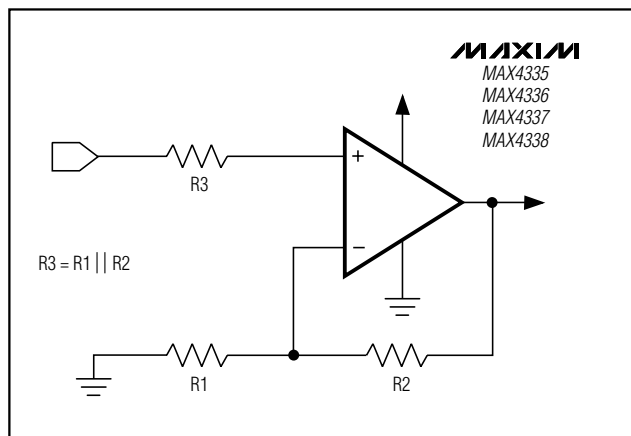 MAXIM
MAX4335
MAX4336
MAX4337
MAX4338
+
R3
−
R3 = R1 || R2
R1
R2